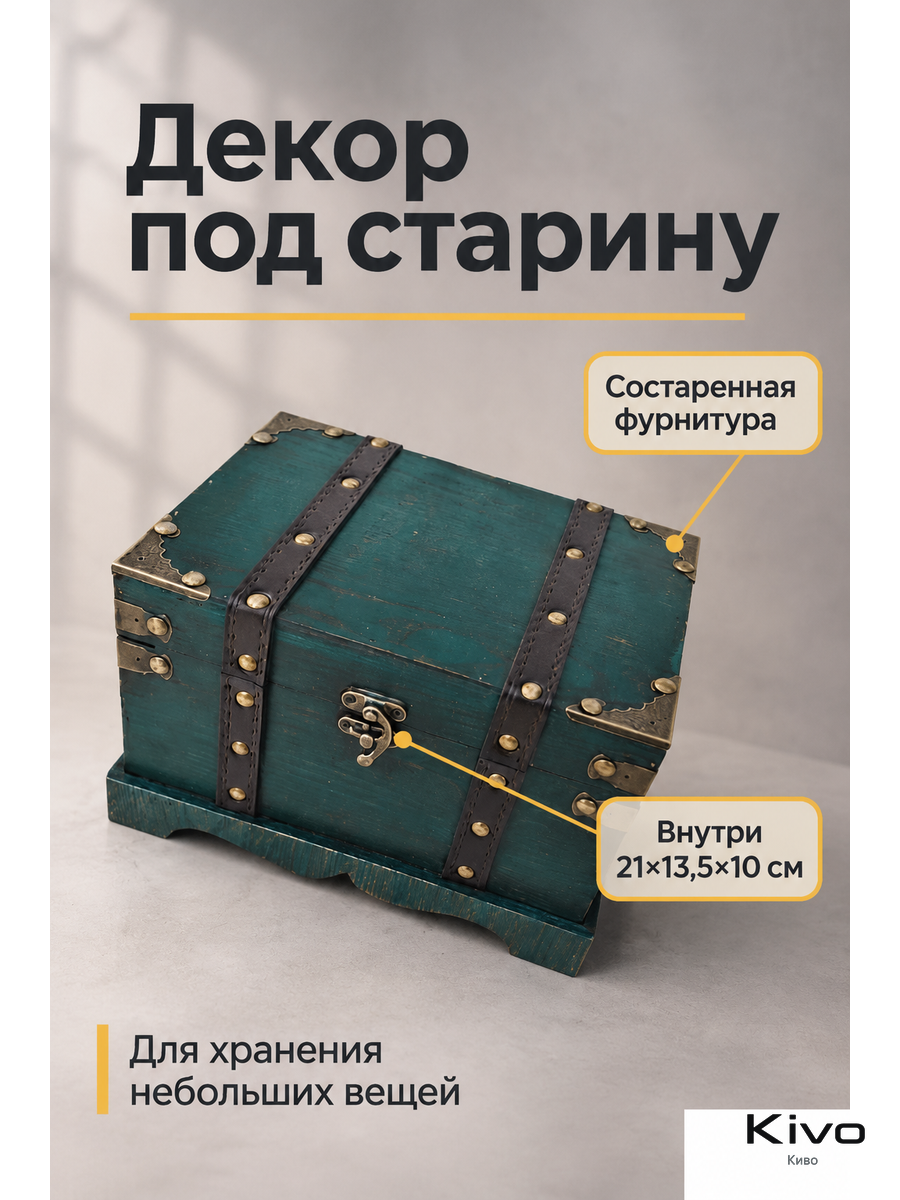 Декор
под старину
Состаренная
фурнитура
Внутри
21×13,5×10 см
Для хранения
небольших вещей
Kivo
Киво